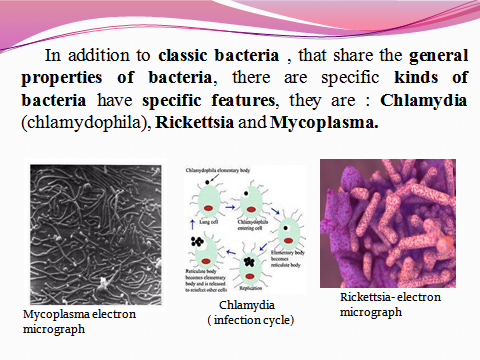 In addition to classic bacteria , that share the general
properties of bacteria, there are specific kinds of
bacteria have specific features, they are : Chlamydia
(chlamydophila), Rickettsia and Mycoplasma.
Chlamydophila elementary body
Lung cell
Chlamydophila
entering cell
Elementary body
becomes
reticulate body
Replication
Reticulate body
becomes elementary
body and is released
to reinfect other cells
Mycoplasma electron
micrograph
Chlamydia
( infection cycle)
Rickettsia- electron
micrograph